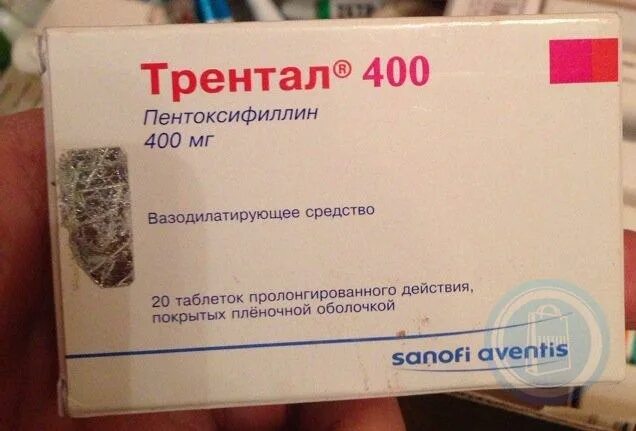 Трентал® 400
Пентоксифиллин
400 мг
Вазодилатирующее средство
20 таблеток пролонгированного действия,
покрытых плёночной оболочкой
sanofi aventis